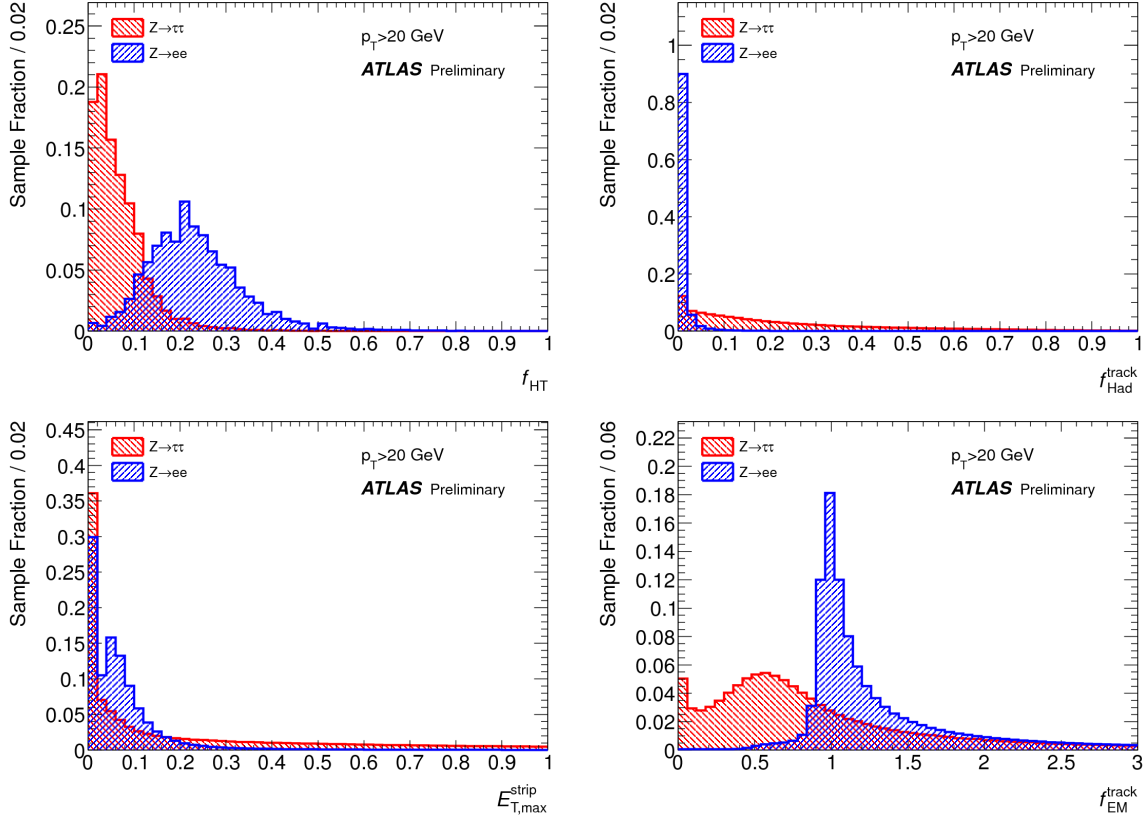 Sample Fraction / 0.02
0.25
0.2
0.15
0.1
0.05
0
Z→ττ
Z→ee
p_T>20 GeV
ATLAS Preliminary
0 0.1 0.2 0.3 0.4 0.5 0.6 0.7 0.8 0.9 1
f_HT
Sample Fraction / 0.02
1
0.8
0.6
0.4
0.2
0
Z→ττ
Z→ee
p_T>20 GeV
ATLAS Preliminary
0 0.1 0.2 0.3 0.4 0.5 0.6 0.7 0.8 0.9 1
f_Had^track
Sample Fraction / 0.02
0.45
0.4
0.35
0.3
0.25
0.2
0.15
0.1
0.05
0
Z→ττ
Z→ee
p_T>20 GeV
ATLAS Preliminary
0 0.1 0.2 0.3 0.4 0.5 0.6 0.7 0.8 0.9 1
E_T,max^strip
Sample Fraction / 0.06
0.22
0.2
0.18
0.16
0.14
0.12
0.1
0.08
0.06
0.04
0.02
0
Z→ττ
Z→ee
p_T>20 GeV
ATLAS Preliminary
0 0.5 1 1.5 2 2.5 3
f_EM^track